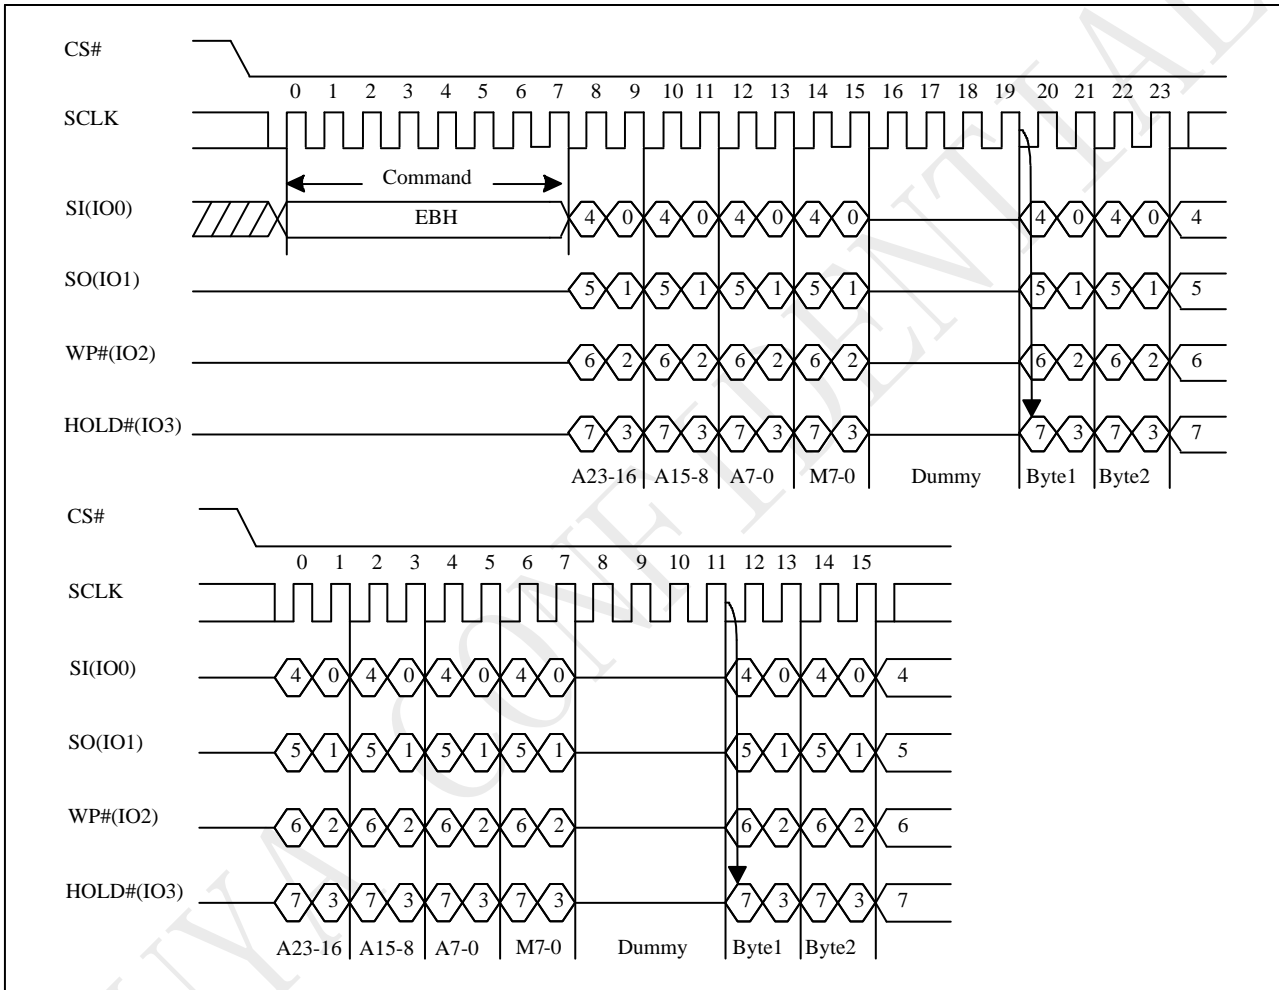 CS#
0 1 2 3 4 5 6 7 8 9 10 11 12 13 14 15 16 17 18 19 20 21 22 23
SCLK
Command
SI(IO0) EBH 4 0 4 0 4 0 4 0 4 0 4 0 4
SO(IO1) 5 1 5 1 5 1 5 1 5 1 5 1 5
WP#(IO2) 6 2 6 2 6 2 6 2 6 2 6 2 6
HOLD#(IO3) 7 3 7 3 7 3 7 3 7 3 7 3 7
A23-16 A15-8 A7-0 M7-0 Dummy Byte1 Byte2
CS#
0 1 2 3 4 5 6 7 8 9 10 11 12 13 14 15
SCLK
SI(IO0) 4 0 4 0 4 0 4 0 4 0 4 0 4
SO(IO1) 5 1 5 1 5 1 5 1 5 1 5 1 5
WP#(IO2) 6 2 6 2 6 2 6 2 6 2 6 2 6
HOLD#(IO3) 7 3 7 3 7 3 7 3 7 3 7 3 7
A23-16 A15-8 A7-0 M7-0 Dummy Byte1 Byte2
CONFIDENTIAL